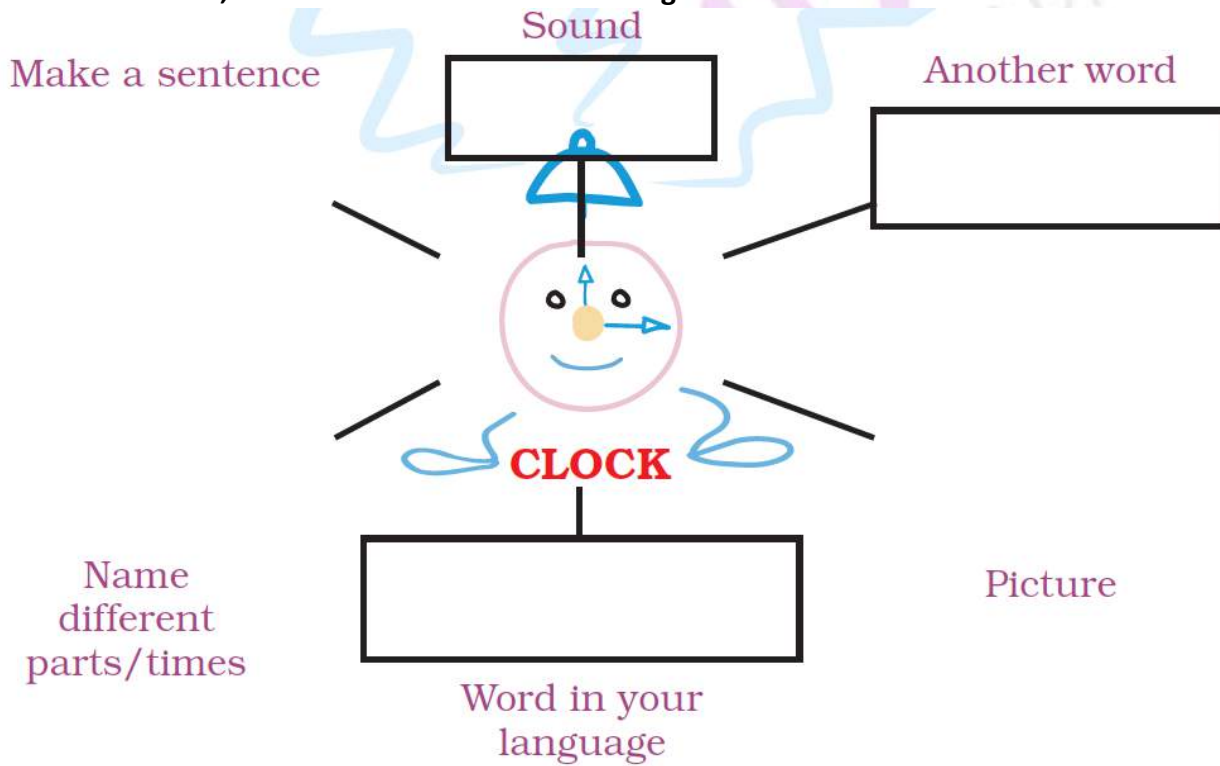 Sound
Make a sentence
Another word
CLOCK
Name
different
parts/times
Picture
Word in your
language